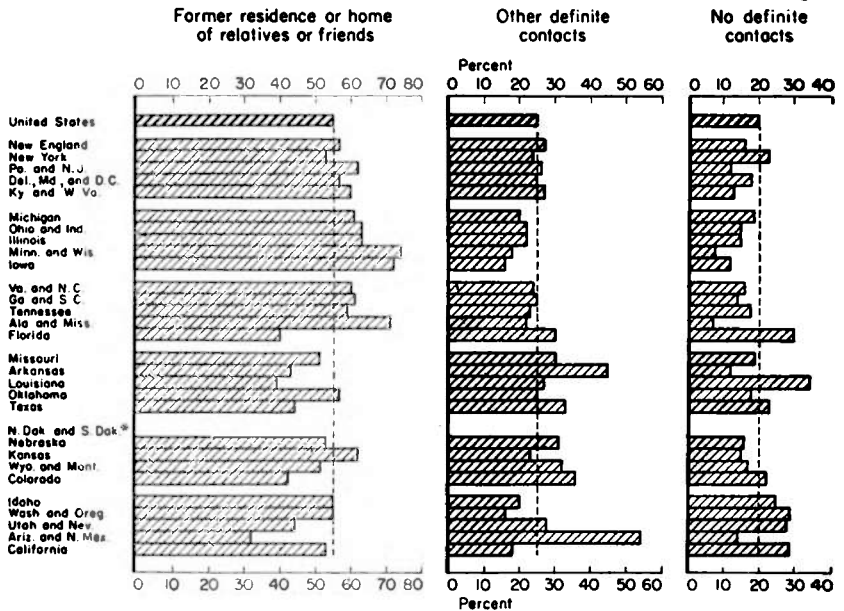 Former residence or home
of relatives or friends
Other definite
contacts
No definite
contacts
Percent
0 10 20 30 40 50 60 70 80
0 10 20 30 40 50 60
0 10 20 30 40
United States
New England
New York
Pa. and N.J.
Del., Md., and D.C.
Ky and W Va.
Michigan
Ohio and Ind.
Illinois
Minn. and Wis.
Iowa
Va. and N.C.
Ga and S C.
Tennessee
Ala and Miss.
Florida
Missouri
Arkansas
Louisiana
Oklahoma
Texas
N. Dak and S. Dak.*
Nebraska
Kansas
Wyo. and Mont.
Colorado
Idaho
Wash and Oreg.
Utah and Nev.
Ariz. and N. Mex.
California
0 10 20 30 40 50 60 70 80
0 10 20 30 40 50 60
0 10 20 30 40
Percent